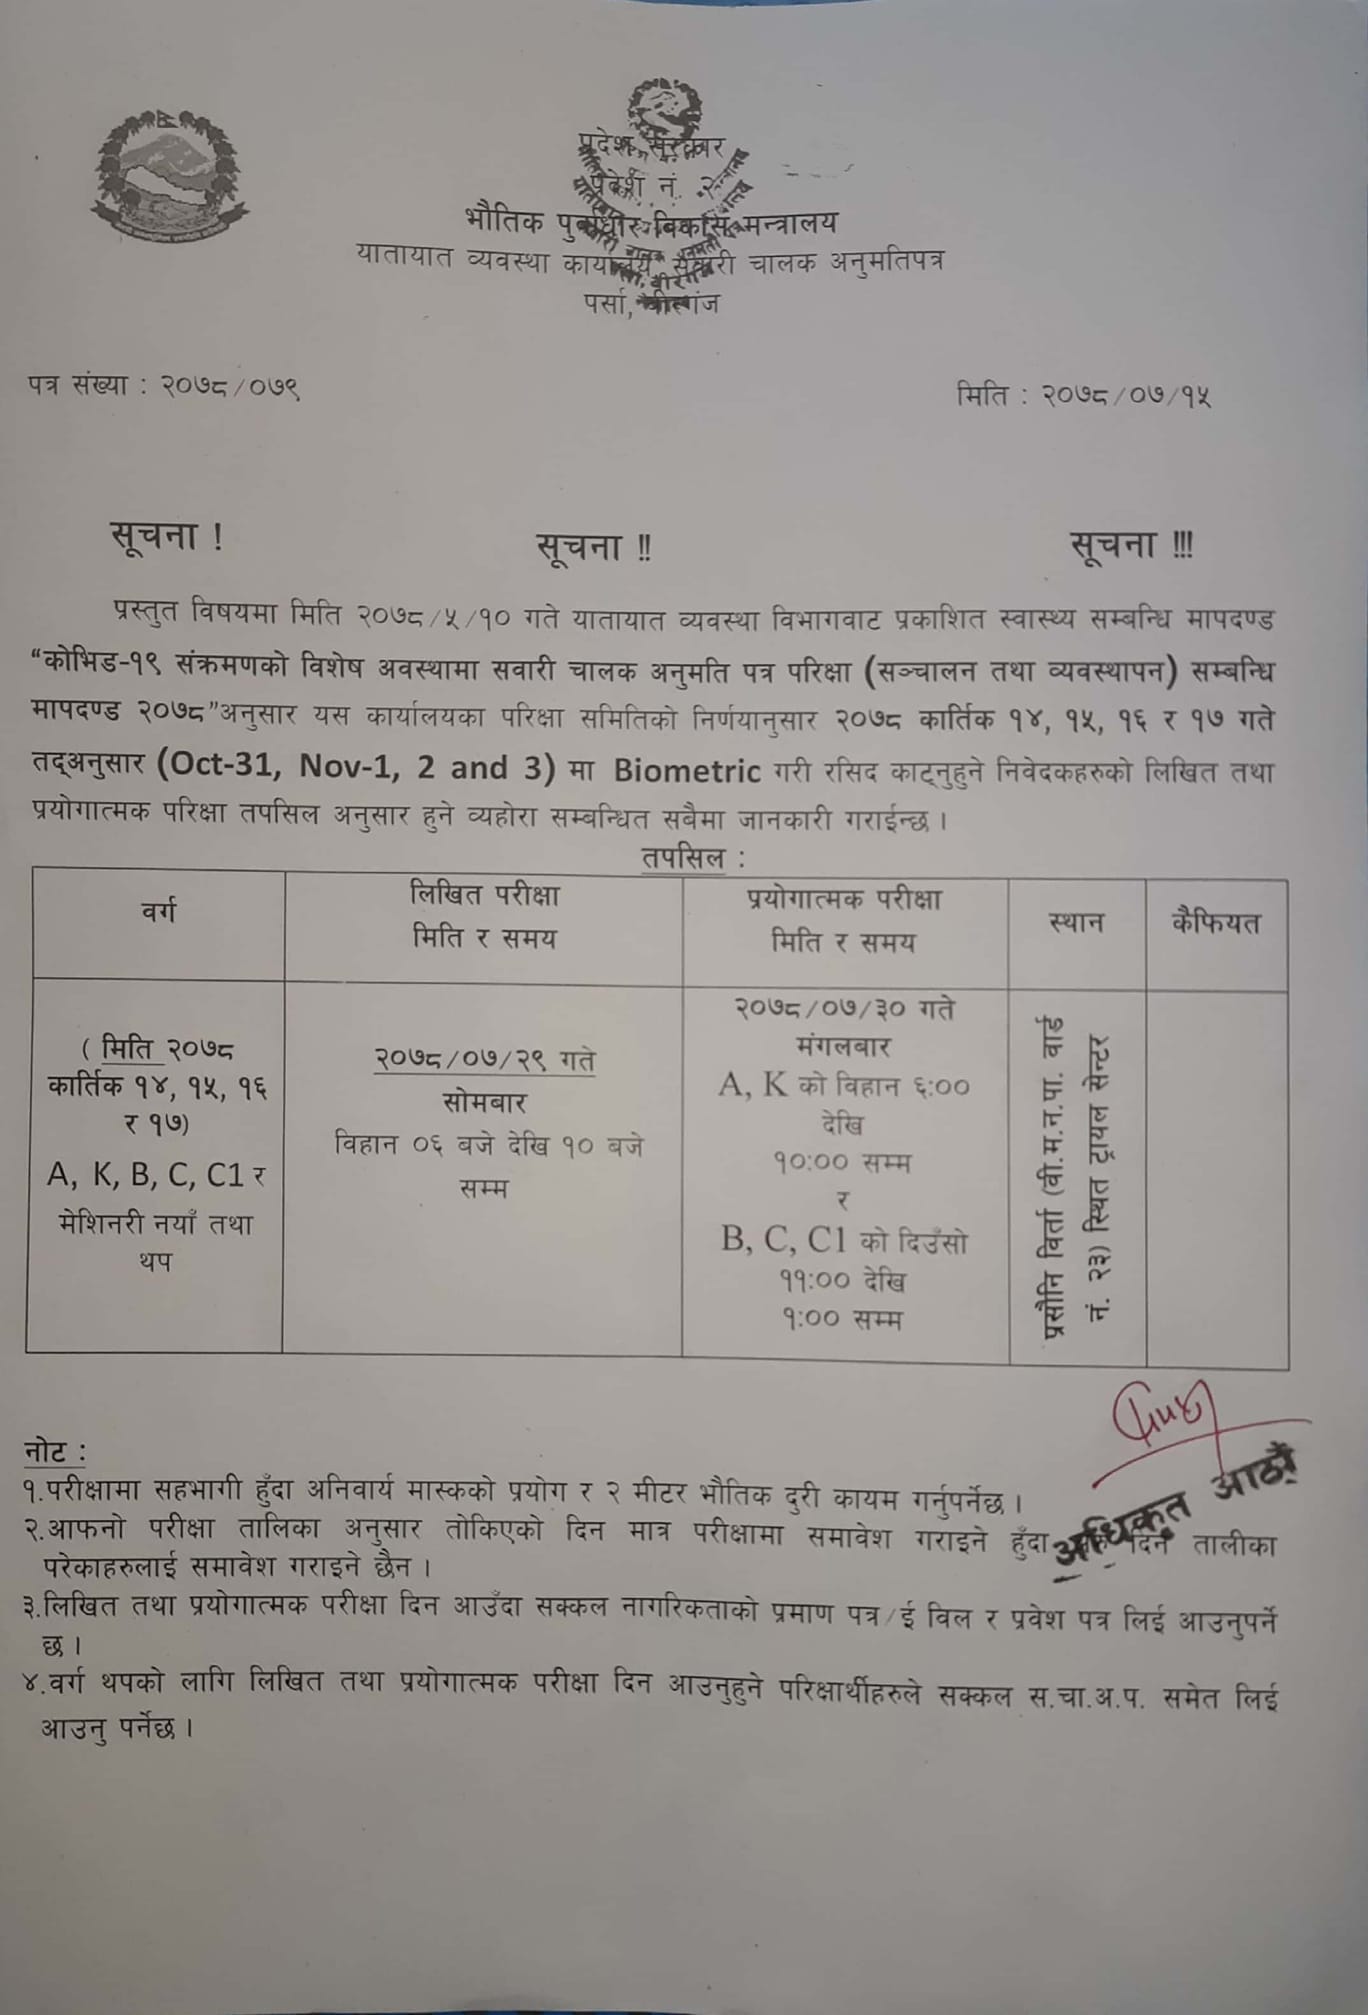 प्रदेश सरकार
प्रदेश नं. २
भौतिक पुर्वाधार विकास मन्त्रालय
यातायात व्यवस्था कार्यालय, सवारी चालक अनुमतिपत्र
पर्सा, वीरगंज
पत्र संख्या : २०७८/०७९
मिति : २०७८/०७/१५
सूचना ! सूचना !! सूचना !!!
प्रस्तुत विषयमा मिति २०७८/५/१० गते यातायात व्यवस्था विभागवाट प्रकाशित स्वास्थ्य सम्बन्धि मापदण्ड
“कोभिड-१९ संक्रमणको विशेष अवस्थामा सवारी चालक अनुमति पत्र परिक्षा (सञ्चालन तथा व्यवस्थापन) सम्बन्धि
मापदण्ड २०७८”अनुसार यस कार्यालयका परिक्षा समितिको निर्णयानुसार २०७८ कार्तिक १४, १५, १६ र १७ गते
तद्अनुसार (Oct-31, Nov-1, 2 and 3) मा Biometric गरी रसिद काट्नुहुने निवेदकहरुको लिखित तथा
प्रयोगात्मक परिक्षा तपसिल अनुसार हुने व्यहोरा सम्बन्धित सबैमा जानकारी गराईन्छ ।
तपसिल :
वर्ग
लिखित परीक्षा
मिति र समय
प्रयोगात्मक परीक्षा
मिति र समय
स्थान
कैफियत
( मिति २०७८
कार्तिक १४, १५, १६
र १७)
A, K, B, C, C1 र
मेशिनरी नयाँ तथा
थप
२०७८/०७/२९ गते
सोमबार
विहान ०६ बजे देखि १० बजे
सम्म
२०७८/०७/३० गते
मंगलबार
A, K को विहान ६:००
देखि
१०:०० सम्म
र
B, C, C1 को दिउँसो
११:०० देखि
१:०० सम्म
प्रसौनि विर्ता (वी.म.न.पा. वार्ड
नं. २३) स्थित ट्रायल सेन्टर
नोट :
१.परीक्षामा सहभागी हुँदा अनिवार्य मास्कको प्रयोग र २ मीटर भौतिक दुरी कायम गर्नुपर्नेछ ।
२.आफनो परीक्षा तालिका अनुसार तोकिएको दिन मात्र परीक्षामा समावेश गराइने हुँदा दिन तालीका
परेकाहरुलाई समावेश गराइने छैन ।
३.लिखित तथा प्रयोगात्मक परीक्षा दिन आउँदा सक्कल नागरिकताको प्रमाण पत्र/ई विल र प्रवेश पत्र लिई आउनुपर्ने
छ ।
४.वर्ग थपको लागि लिखित तथा प्रयोगात्मक परीक्षा दिन आउनुहुने परिक्षार्थीहरुले सक्कल स.चा.अ.प. समेत लिई
आउनु पर्नेछ ।
अधिकृत आठौं